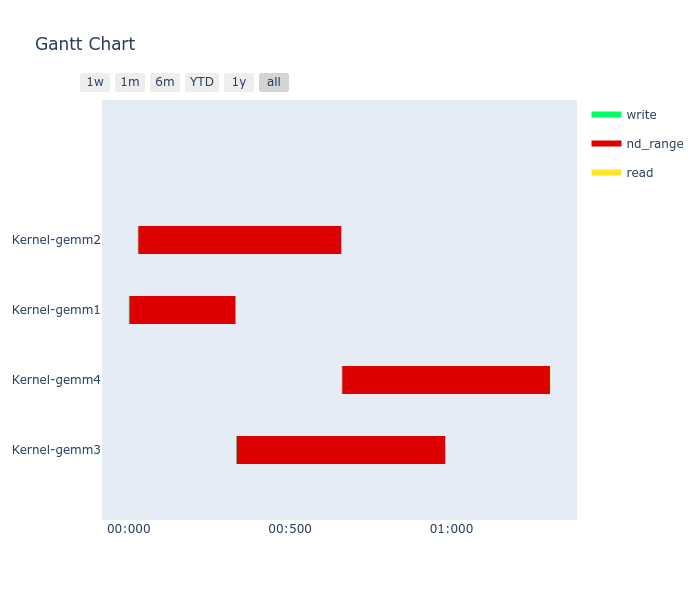 Gantt Chart
1w 1m 6m YTD 1y all
write
nd_range
read
Kernel-gemm2
Kernel-gemm1
Kernel-gemm4
Kernel-gemm3
00:000 00:500 01:000